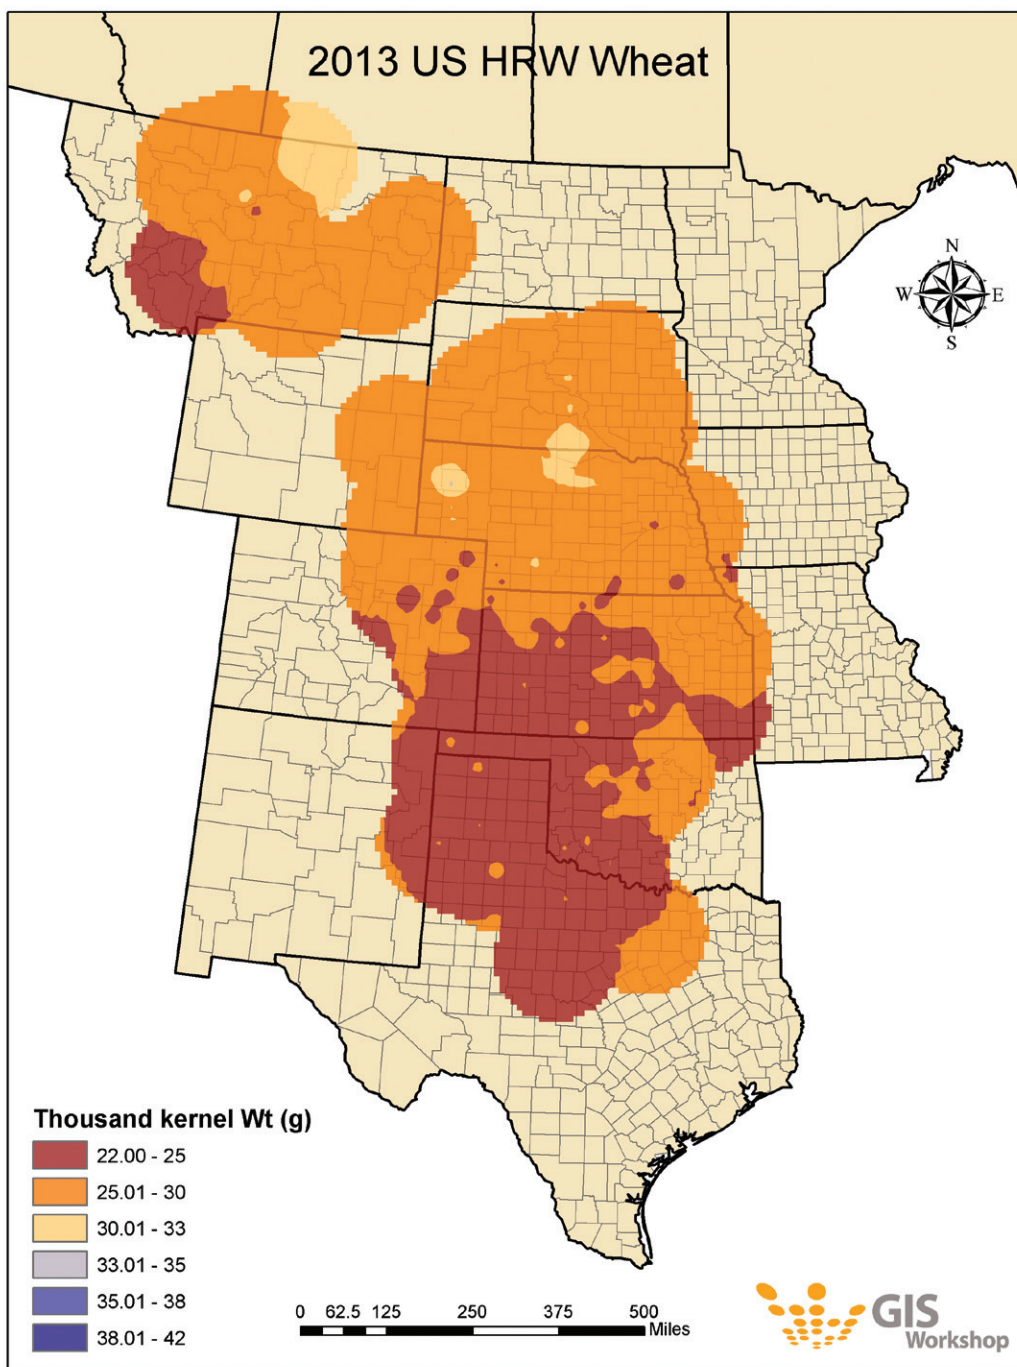 2013 US HRW Wheat
N
W E
S
Thousand kernel Wt (g)
22.00 - 25
25.01 - 30
30.01 - 33
33.01 - 35
35.01 - 38
38.01 - 42
0 62.5 125 250 375 500
Miles
GIS
Workshop